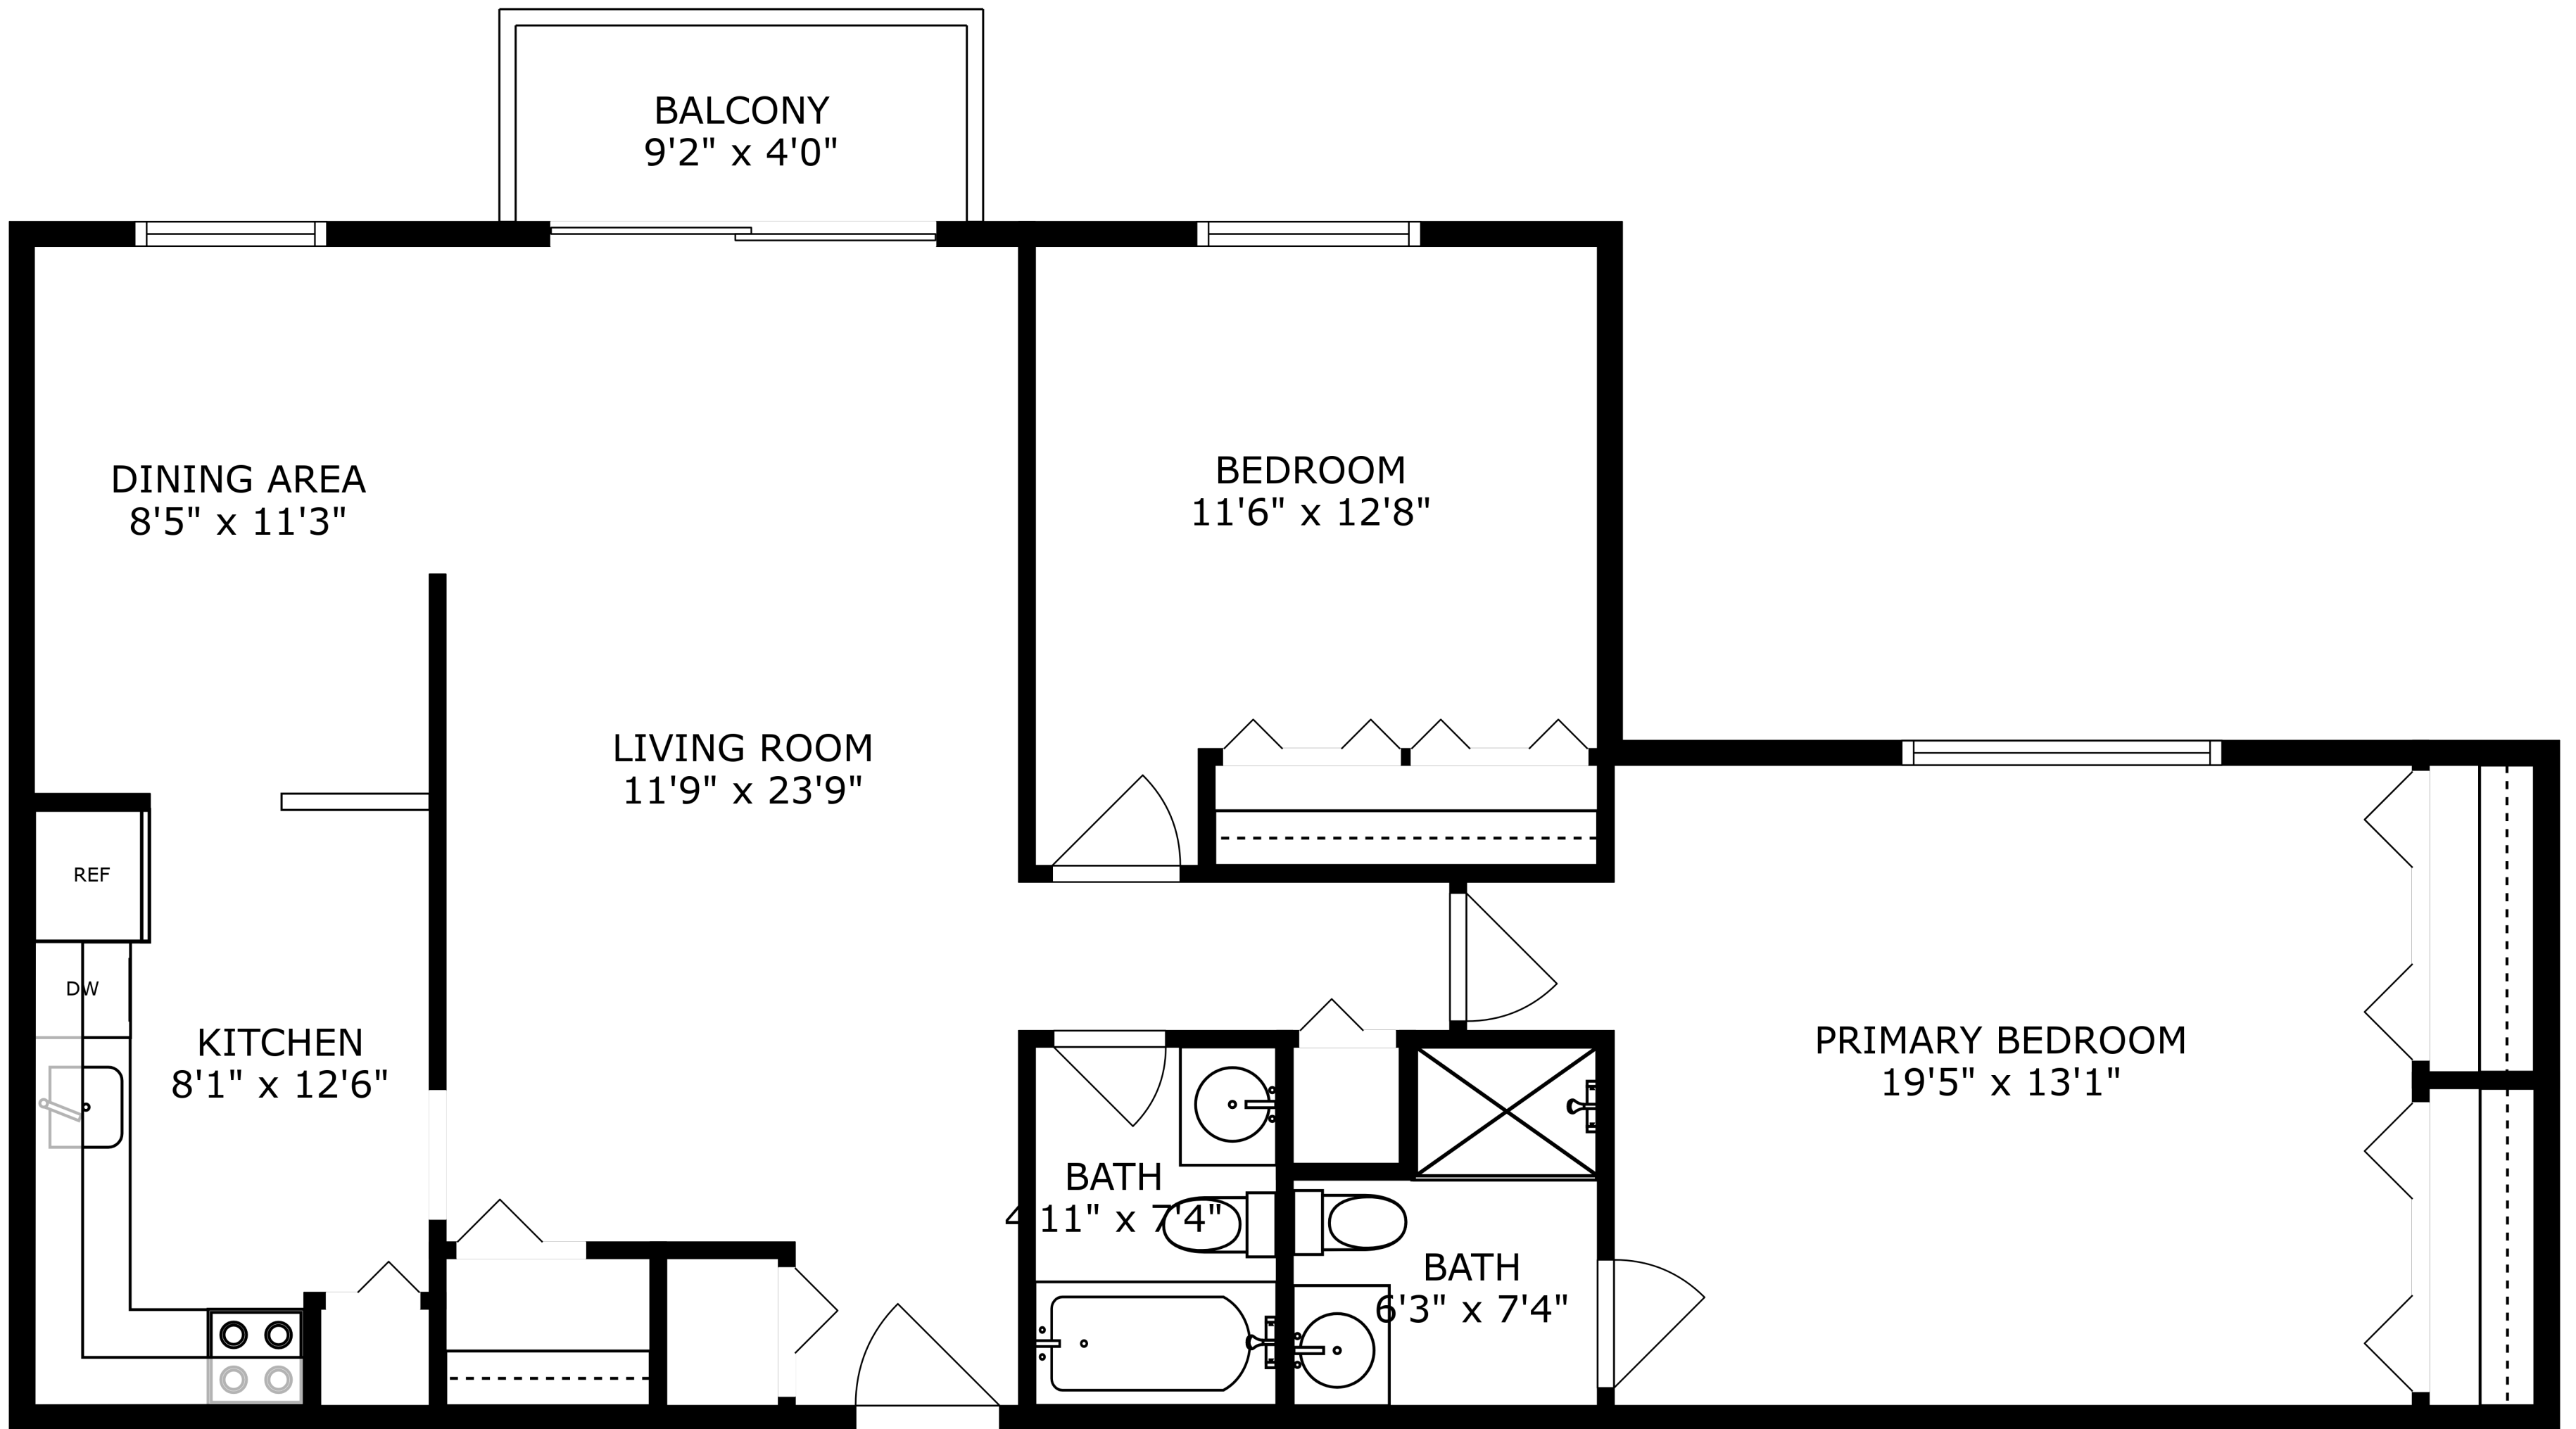 BALCONY
9'2" x 4'0"
DINING AREA
8'5" x 11'3"
BEDROOM
11'6" x 12'8"
LIVING ROOM
11'9" x 23'9"
REF
DW
KITCHEN
8'1" x 12'6"
PRIMARY BEDROOM
19'5" x 13'1"
BATH
4'11" x 7'4"
BATH
6'3" x 7'4"